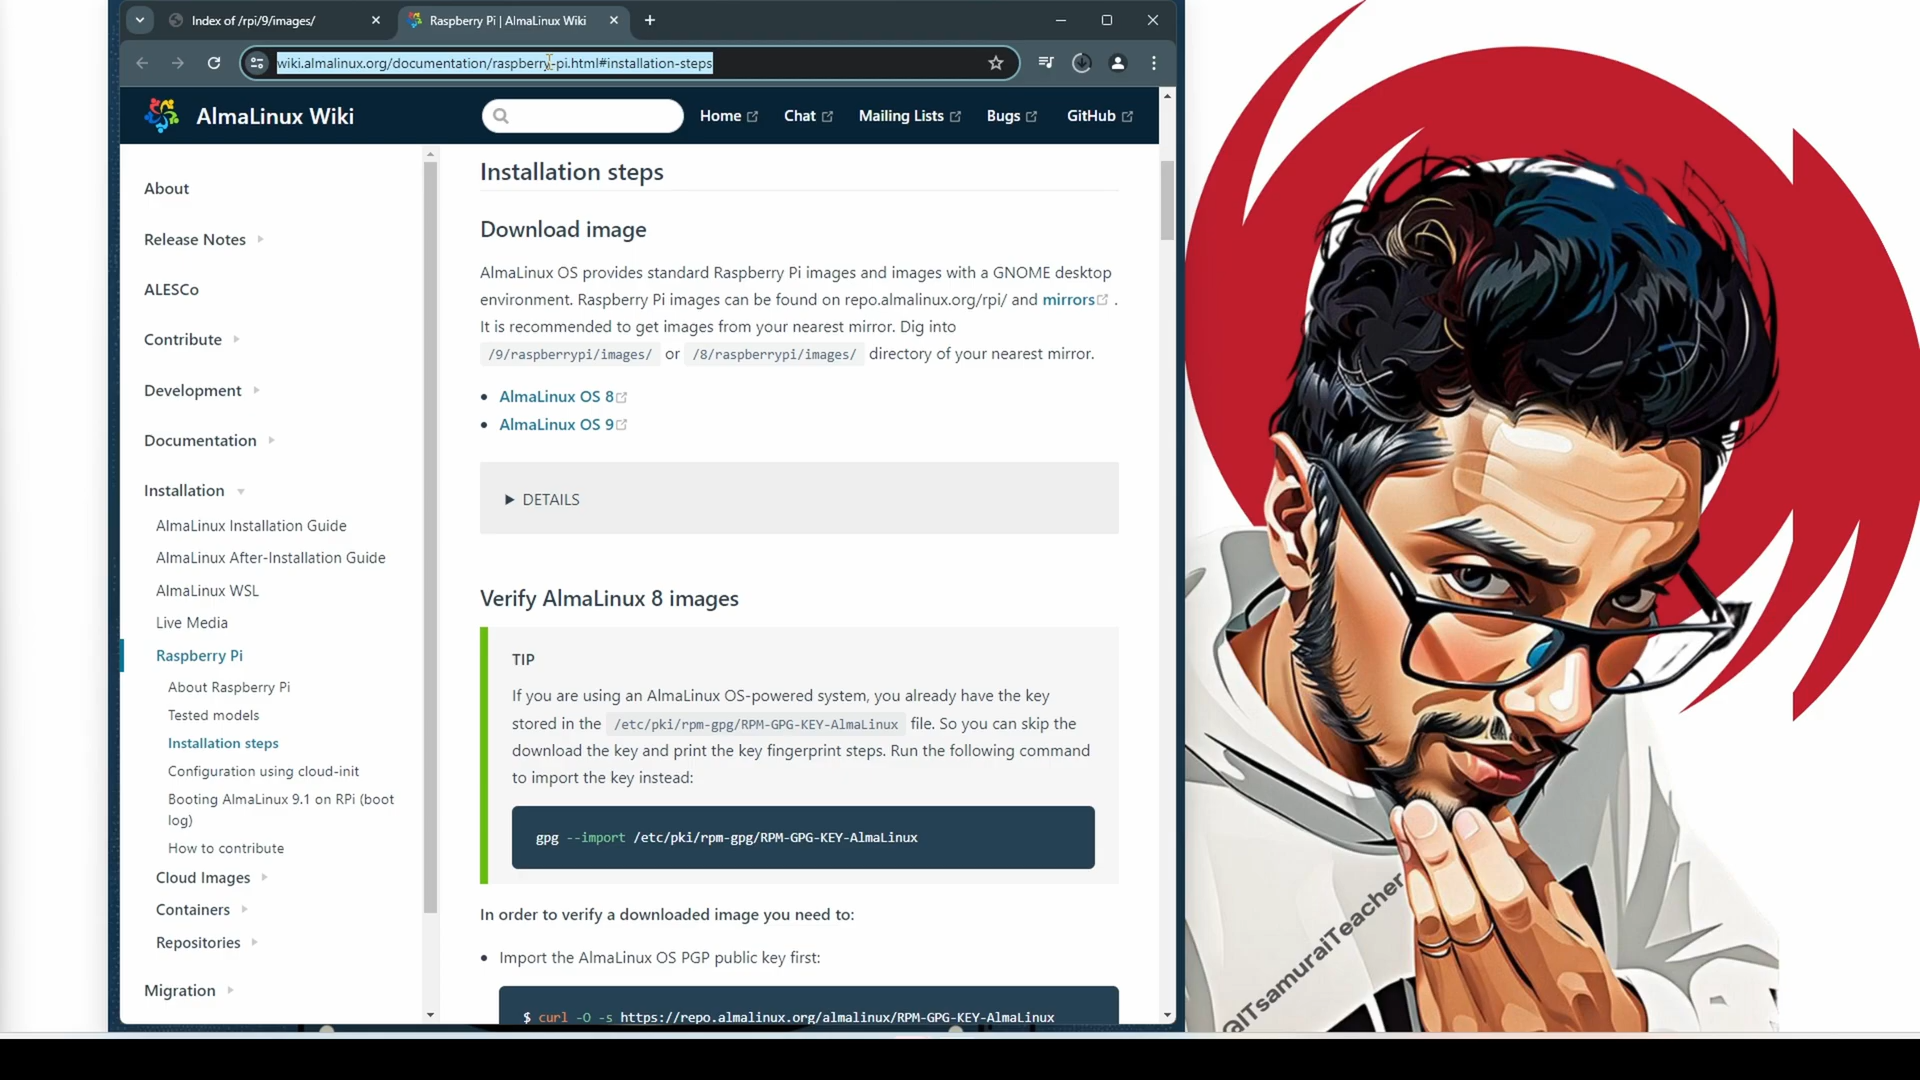 Index of /rpi/9/images/
Raspberry Pi | AlmaLinux Wiki
wiki.almalinux.org/documentation/raspberry-pi.html#installation-steps
AlmaLinux Wiki
Home
Chat
Mailing Lists
Bugs
GitHub
About
Release Notes
ALESCo
Contribute
Development
Documentation
Installation
AlmaLinux Installation Guide
AlmaLinux After-Installation Guide
AlmaLinux WSL
Live Media
Raspberry Pi
About Raspberry Pi
Tested models
Installation steps
Configuration using cloud-init
Booting AlmaLinux 9.1 on RPi (boot
log)
How to contribute
Cloud Images
Containers
Repositories
Migration
Installation steps
Download image
AlmaLinux OS provides standard Raspberry Pi images and images with a GNOME desktop
environment. Raspberry Pi images can be found on repo.almalinux.org/rpi/ and mirrors .
It is recommended to get images from your nearest mirror. Dig into
/9/raspberrypi/images/ or /8/raspberrypi/images/ directory of your nearest mirror.
• AlmaLinux OS 8
• AlmaLinux OS 9
DETAILS
Verify AlmaLinux 8 images
TIP
If you are using an AlmaLinux OS-powered system, you already have the key
stored in the /etc/pki/rpm-gpg/RPM-GPG-KEY-AlmaLinux file. So you can skip the
download the key and print the key fingerprint steps. Run the following command
to import the key instead:
gpg --import /etc/pki/rpm-gpg/RPM-GPG-KEY-AlmaLinux
In order to verify a downloaded image you need to:
• Import the AlmaLinux OS PGP public key first:
$ curl -O -s https://repo.almalinux.org/almalinux/RPM-GPG-KEY-AlmaLinux
@ITsamuraiTeacher